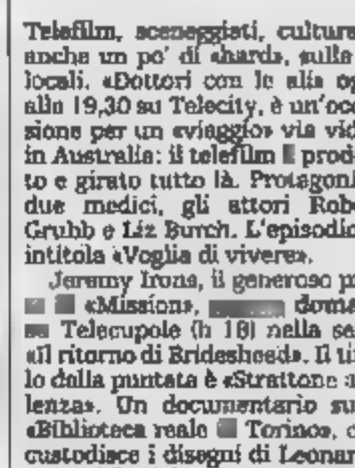 Telefilm, sceneggiati, cultura
anche un po' di «hard», sulle
locali. «Dottori con le ali» og
alle 19,30 su Telecity, è un'occ
sione per un «viaggio» via vid
in Australia: il telefilm prod
to e girato tutto là. Protagoni
due medici, gli attori Robe
Grubb e Liz Burch. L'episodio
intitola «Voglia di vivere».
Jeremy Irons, il generoso p
«Mission», doma
Telecupole (h 18) nella se
«Il ritorno di Brideshead». Il ti
lo della puntata è «Strattone a
lenza». Un documentario su
«Biblioteca reale Torino», c
custodisce i disegni di Leonar